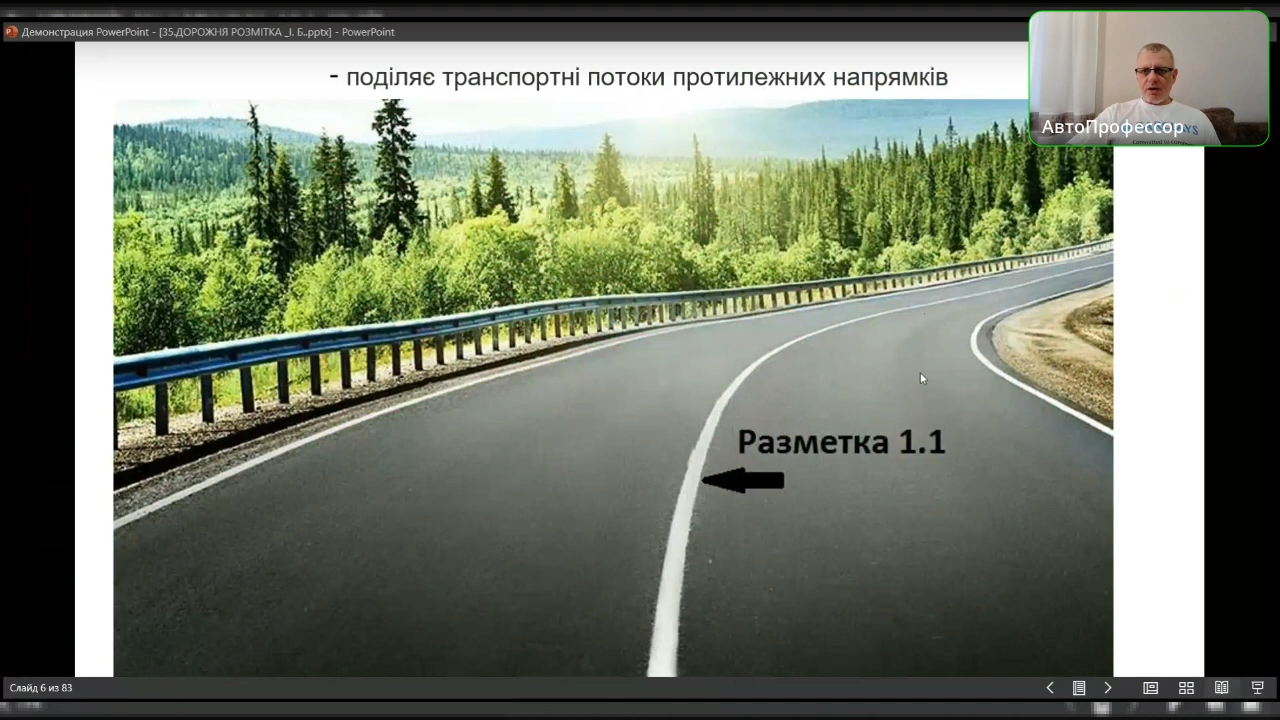 Демонстрация PowerPoint - [35.ДОРОЖНЯ РОЗМІТКА _І. Б..pptx] - PowerPoint
- поділяє транспортні потоки протилежних напрямків
АвтоПрофессор
Разметка 1.1
Слайд 6 из 83